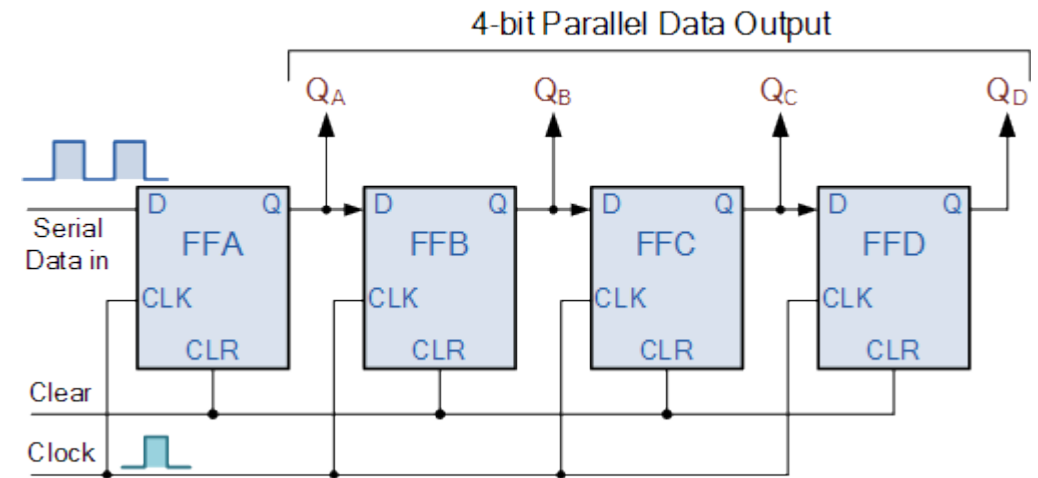 4-bit Parallel Data Output
QA QB QC QD
Serial
Data in
D Q D Q D Q D Q
FFA FFB FFC FFD
CLK CLK CLK CLK
CLR CLR CLR CLR
Clear
Clock